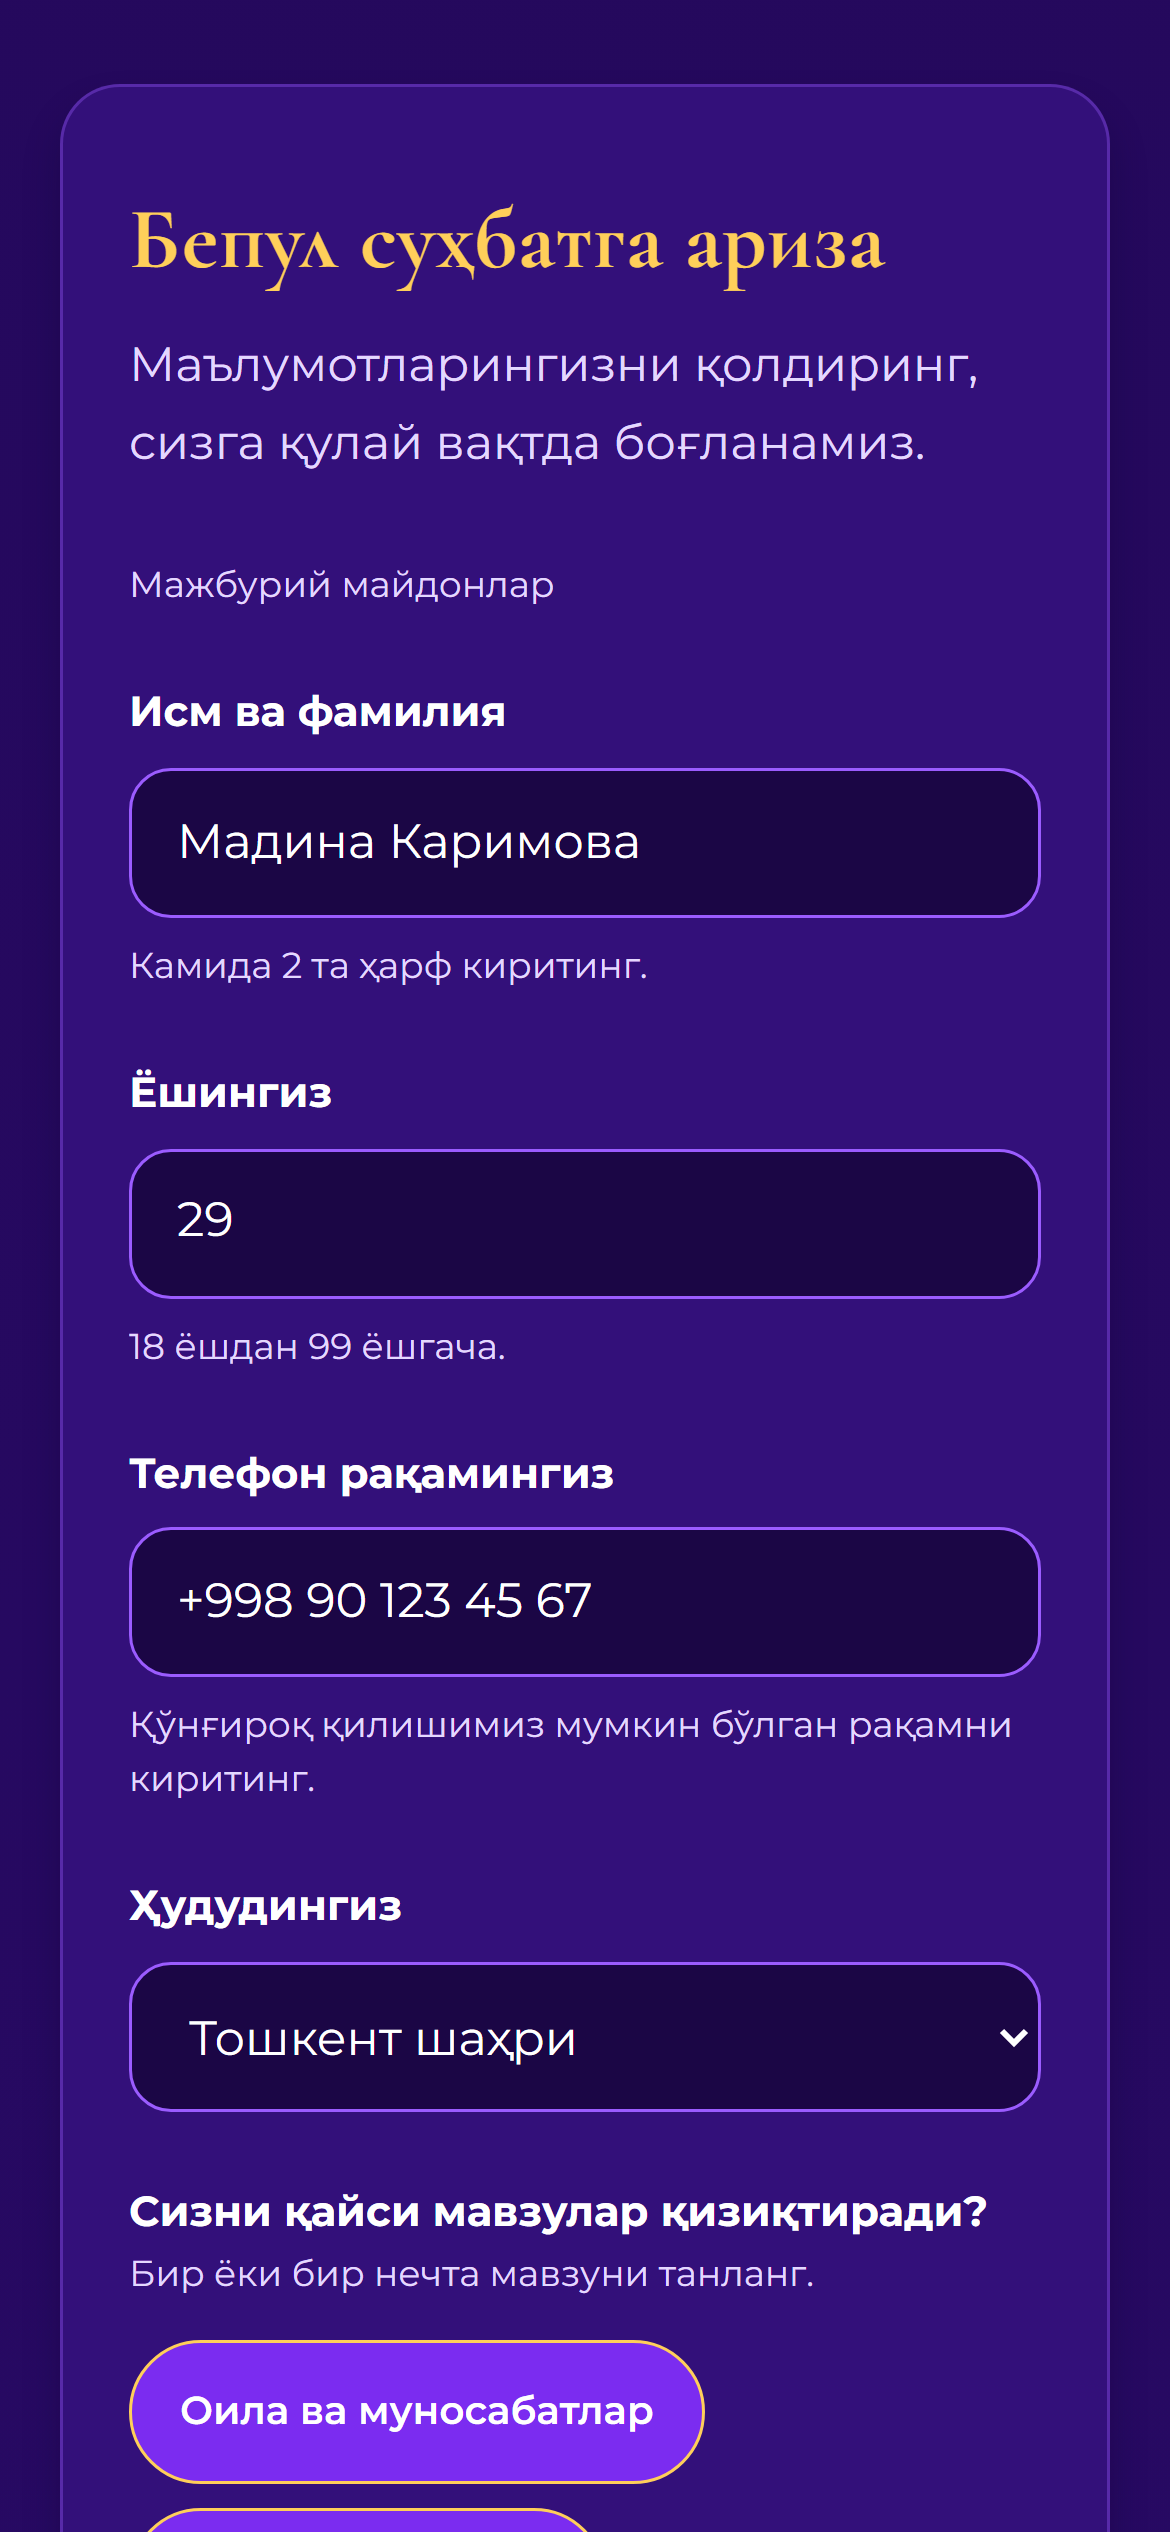 Бепул суҳбатга ариза
Маълумотларингизни қолдиринг,
сизга қулай вақтда боғланамиз.
Мажбурий майдонлар
Исм ва фамилия
Мадина Каримова
Камида 2 та ҳарф киритинг.
Ёшингиз
29
18 ёшдан 99 ёшгача.
Телефон рақамингиз
+998 90 123 45 67
Қўнғироқ қилишимиз мумкин бўлган рақамни
киритинг.
Ҳудудингиз
Тошкент шаҳри
Сизни қайси мавзулар қизиқтиради?
Бир ёки бир нечта мавзуни танланг.
Оила ва муносабатлар